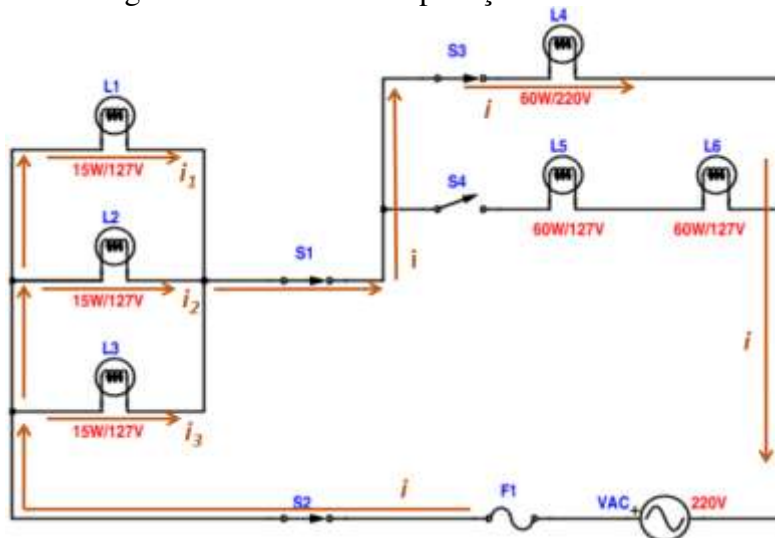 S3
L4
i
60W/220V
L1
i1
15W/127V
L5
L6
S4
60W/127V
60W/127V
L2
S1
i
i2
15W/127V
L3
i
i3
15W/127V
i
F1
S2
VAC
+
220V